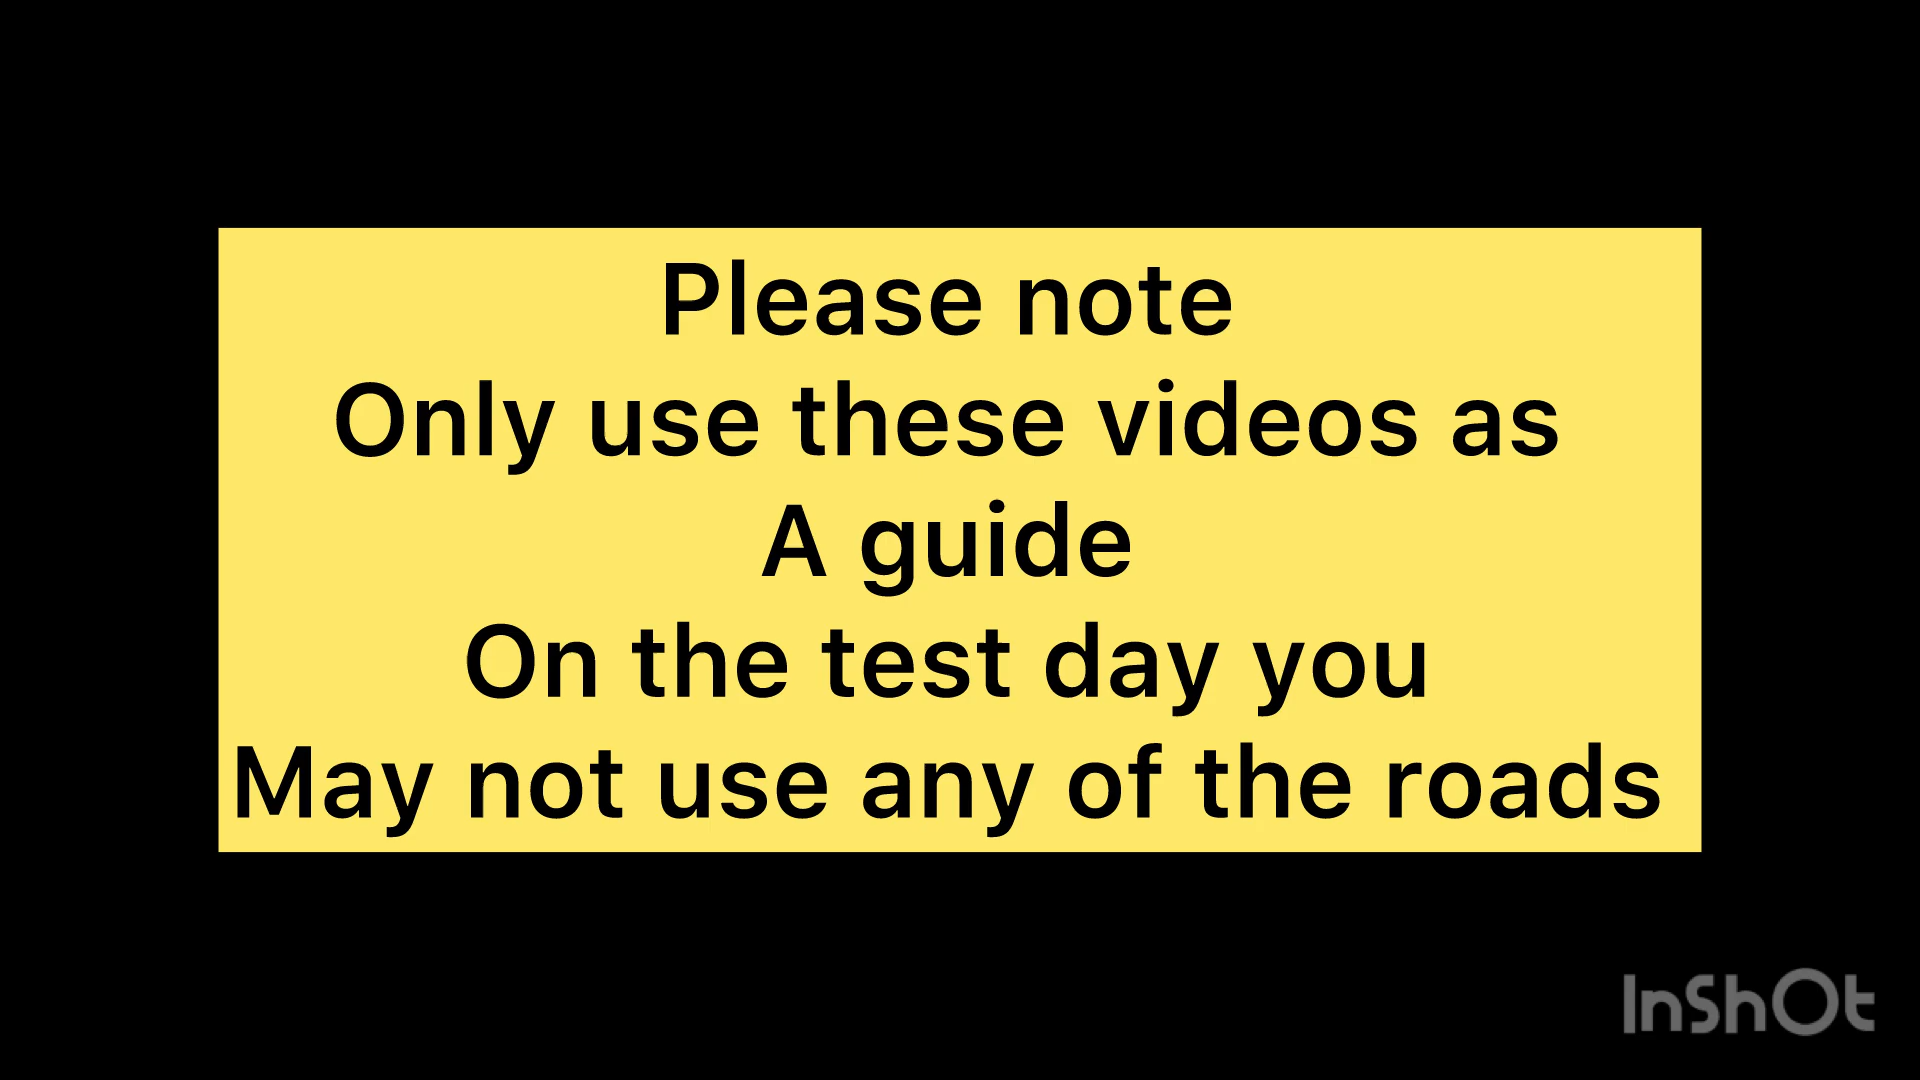 Please note
Only use these videos as
A guide
On the test day you
May not use any of the roads
InShOt